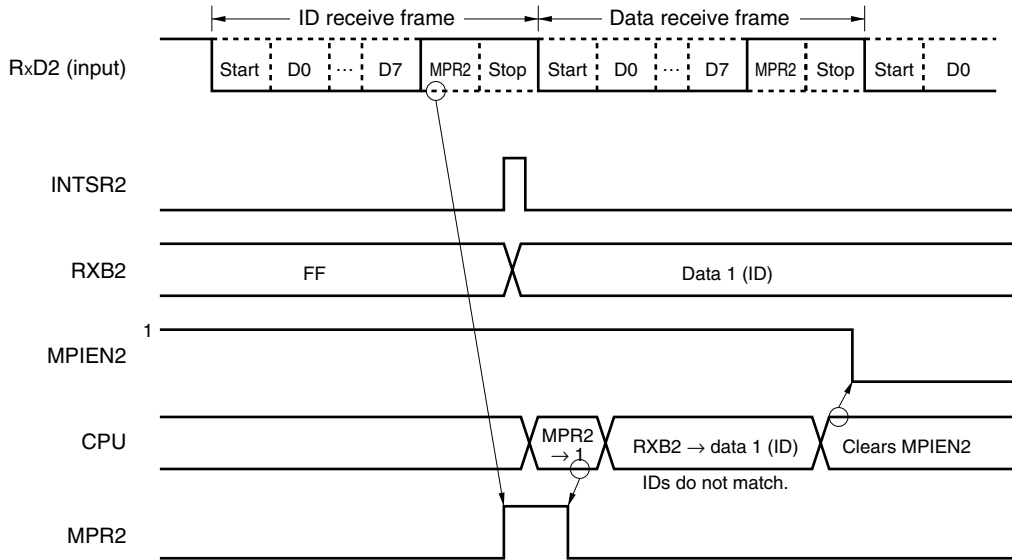 ID receive frame Data receive frame
RxD2 (input) Start D0 ... D7 MPR2 Stop Start D0 ... D7 MPR2 Stop Start D0
INTSR2
RXB2 FF Data 1 (ID)
1
MPIEN2
CPU MPR2 → 1 RXB2 → data 1 (ID) Clears MPIEN2
IDs do not match.
MPR2